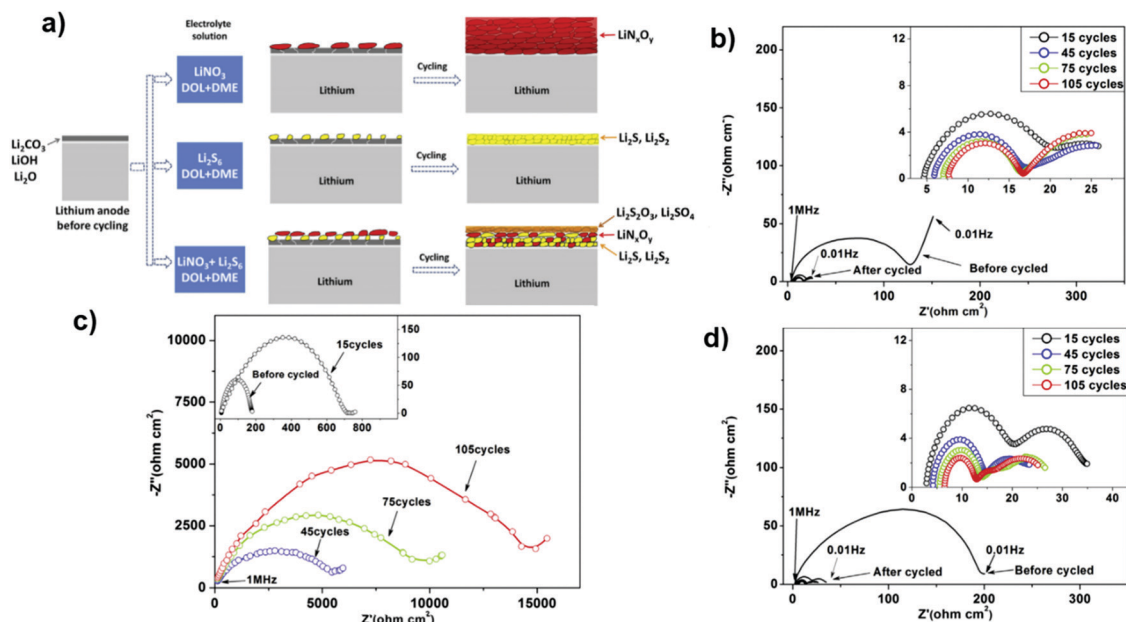 a)
Electrolyte
solution
LiNO₃
DOL+DME
Lithium
Cycling
Lithium
LiNₓOᵧ
Li₂CO₃
LiOH
Li₂O
Lithium anode
before cycling
Li₂S₆
DOL+DME
Lithium
Cycling
Lithium
Li₂S, Li₂S₂
LiNO₃+ Li₂S₆
DOL+DME
Lithium
Cycling
Lithium
Li₂S₂O₃, Li₂SO₄
LiNₓOᵧ
Li₂S, Li₂S₂
b)
-Z''(ohm cm²)
200
150
100
50
0
12
8
4
0
5 10 15 20 25
15 cycles
45 cycles
75 cycles
105 cycles
1MHz
0.01Hz
After cycled
0.01Hz
Before cycled
0 100 200 300
Z'(ohm cm²)
c)
-Z''(ohm cm²)
10000
7500
5000
2500
0
150
100
50
0
0 200 400 600 800
Before cycled
15cycles
105cycles
75cycles
45cycles
1MHz
0 5000 10000 15000
Z'(ohm cm²)
d)
-Z''(ohm cm²)
200
150
100
50
0
12
8
4
0
0 10 20 30 40
15 cycles
45 cycles
75 cycles
105 cycles
1MHz
0.01Hz
After cycled
0.01Hz
Before cycled
0 100 200 300
Z'(ohm cm²)